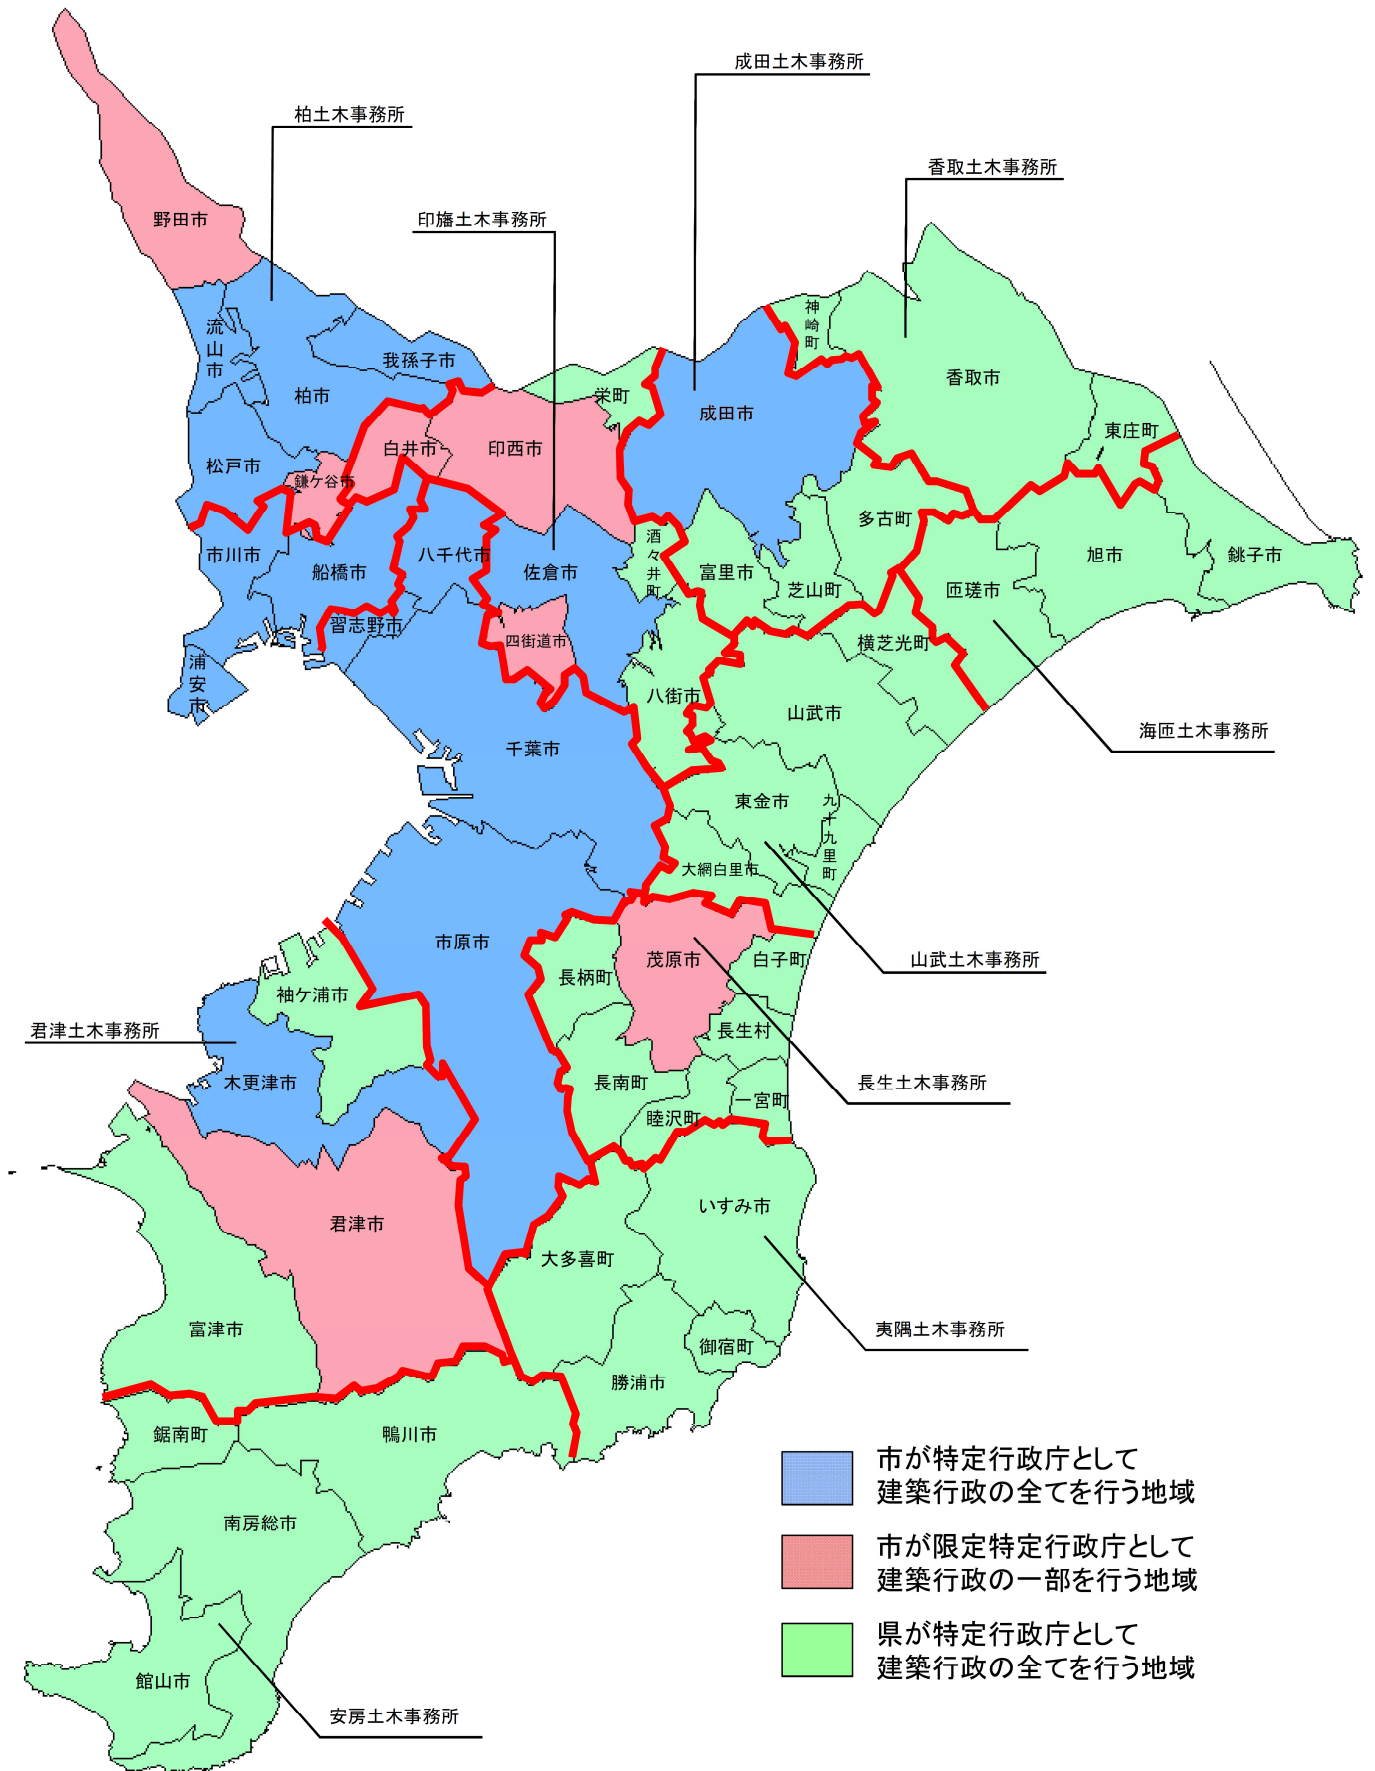 成田土木事務所
柏土木事務所
香取土木事務所
印旛土木事務所
野田市
神崎町
流山市
我孫子市
香取市
柏市
栄町
成田市
東庄町
白井市
印西市
松戸市
鎌ケ谷市
多古町
酒々井町
市川市
八千代市
旭市
銚子市
船橋市
佐倉市
富里市
芝山町
匝瑳市
習志野市
四街道市
横芝光町
浦安市
八街市
山武市
海匝土木事務所
千葉市
東金市
九十九里町
大網白里市
市原市
茂原市
白子町
山武土木事務所
長柄町
袖ケ浦市
君津土木事務所
長生村
木更津市
長南町
長生土木事務所
一宮町
睦沢町
いすみ市
君津市
大多喜町
富津市
夷隅土木事務所
御宿町
勝浦市
鋸南町
鴨川市
市が特定行政庁として
建築行政の全てを行う地域
南房総市
市が限定特定行政庁として
建築行政の一部を行う地域
県が特定行政庁として
建築行政の全てを行う地域
館山市
安房土木事務所